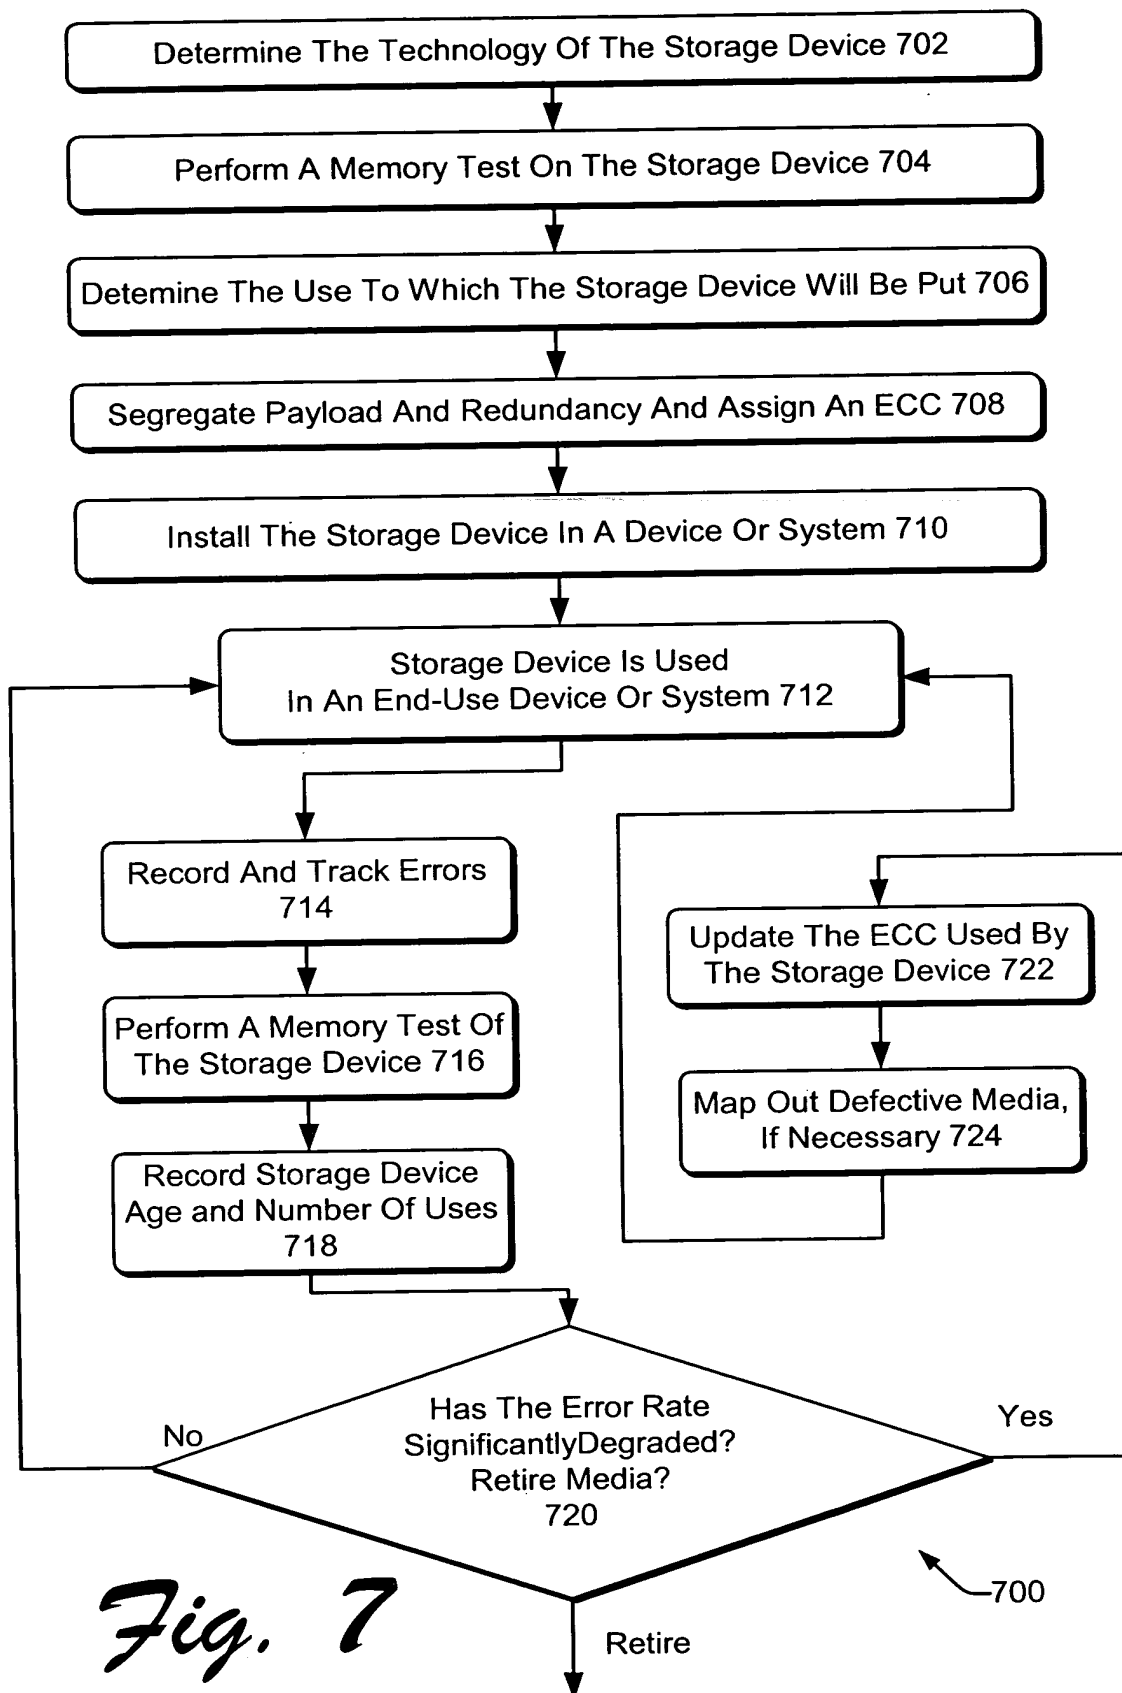 Determine The Technology Of The Storage Device 702
Perform A Memory Test On The Storage Device 704
Detemine The Use To Which The Storage Device Will Be Put 706
Segregate Payload And Redundancy And Assign An ECC 708
Install The Storage Device In A Device Or System 710
Storage Device Is Used
In An End-Use Device Or System 712
Record And Track Errors
714
Perform A Memory Test Of
The Storage Device 716
Record Storage Device
Age and Number Of Uses
718
Update The ECC Used By
The Storage Device 722
Map Out Defective Media,
If Necessary 724
Has The Error Rate
SignificantlyDegraded?
Retire Media?
720
No
Yes
Retire
700
Fig. 7